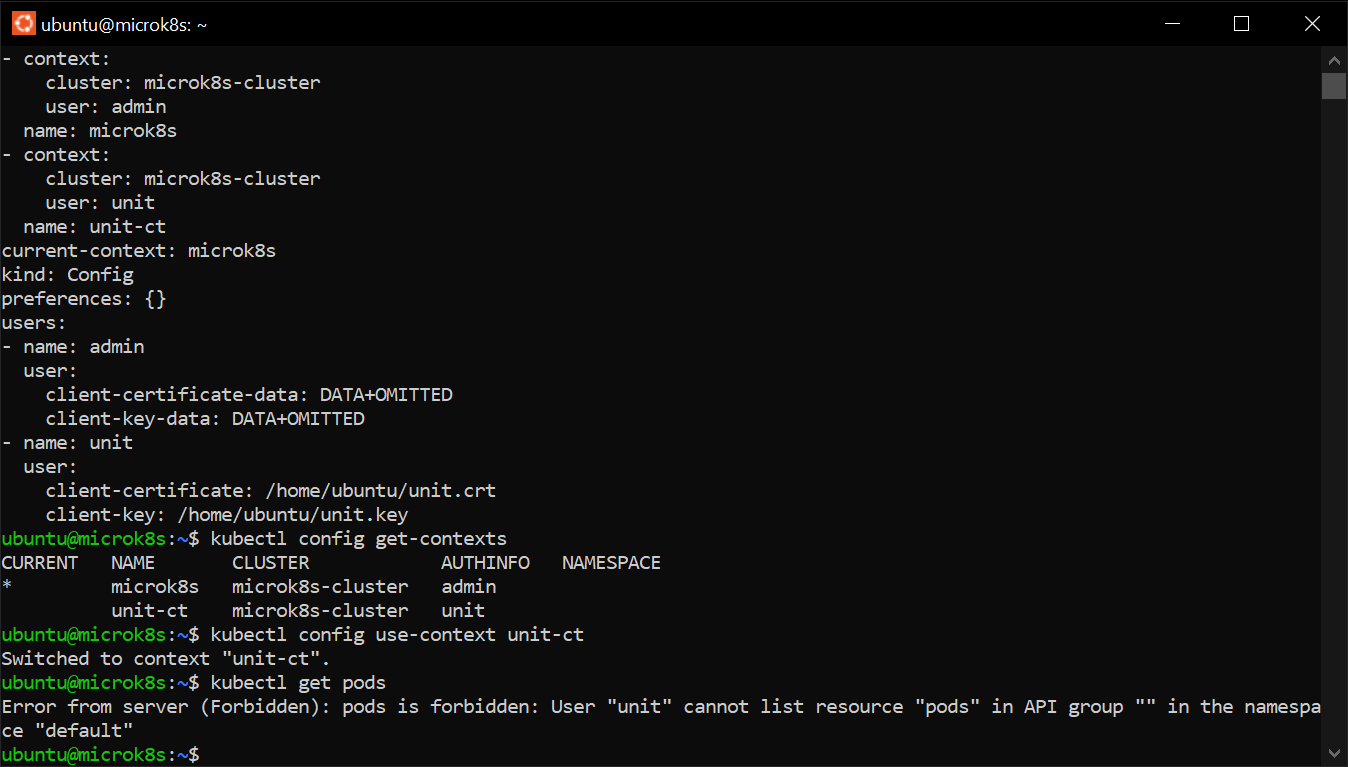 ubuntu@microk8s: ~
- context:
    cluster: microk8s-cluster
    user: admin
  name: microk8s
- context:
    cluster: microk8s-cluster
    user: unit
  name: unit-ct
current-context: microk8s
kind: Config
preferences: {}
users:
- name: admin
  user:
    client-certificate-data: DATA+OMITTED
    client-key-data: DATA+OMITTED
- name: unit
  user:
    client-certificate: /home/ubuntu/unit.crt
    client-key: /home/ubuntu/unit.key
ubuntu@microk8s:~$ kubectl config get-contexts
CURRENT   NAME       CLUSTER            AUTHINFO   NAMESPACE
*         microk8s   microk8s-cluster   admin
          unit-ct    microk8s-cluster   unit
ubuntu@microk8s:~$ kubectl config use-context unit-ct
Switched to context "unit-ct".
ubuntu@microk8s:~$ kubectl get pods
Error from server (Forbidden): pods is forbidden: User "unit" cannot list resource "pods" in API group "" in the namespa
ce "default"
ubuntu@microk8s:~$